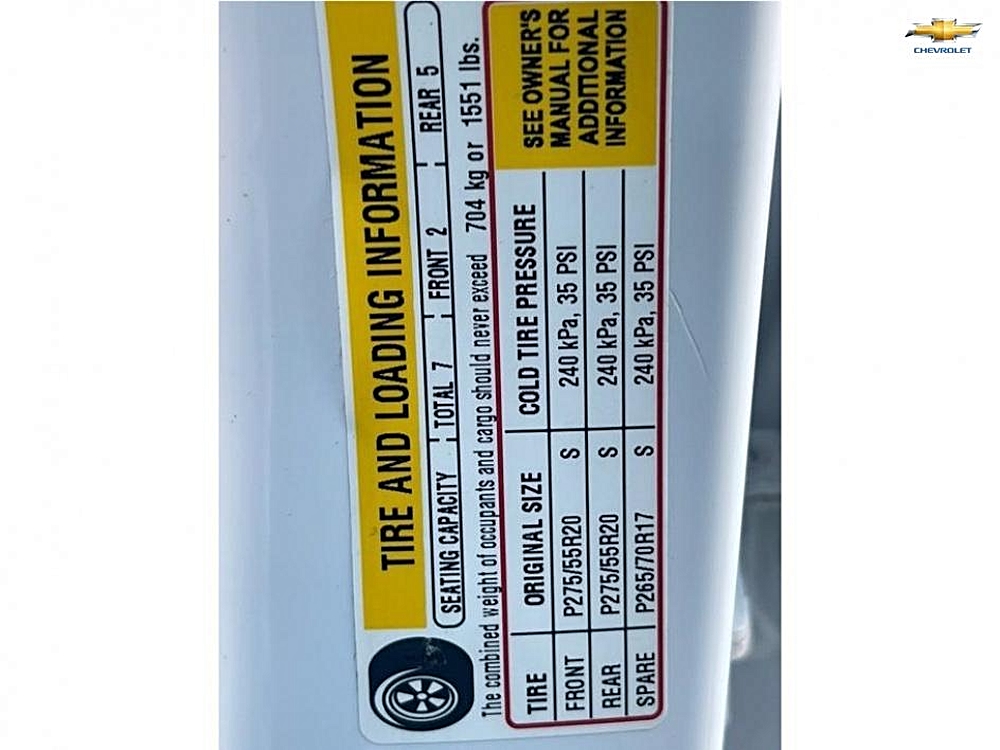 TIRE AND LOADING INFORMATION
SEATING CAPACITY TOTAL 7 FRONT 2 REAR 5
The combined weight of occupants and cargo should never exceed 704 kg or 1551 lbs.
TIRE ORIGINAL SIZE COLD TIRE PRESSURE
FRONT P275/55R20 S 240 kPa, 35 PSI
REAR P275/55R20 S 240 kPa, 35 PSI
SPARE P265/70R17 S 240 kPa, 35 PSI
SEE OWNER'S
MANUAL FOR
ADDITIONAL
INFORMATION
CHEVROLET